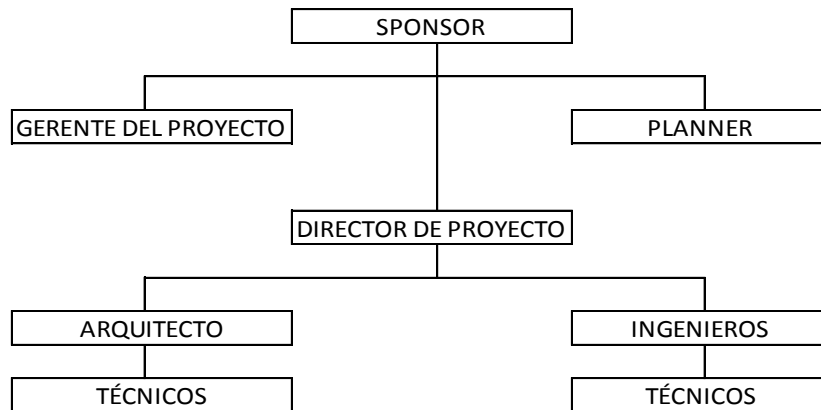 SPONSOR
GERENTE DEL PROYECTO
PLANNER
DIRECTOR DE PROYECTO
ARQUITECTO
INGENIEROS
TÉCNICOS
TÉCNICOS